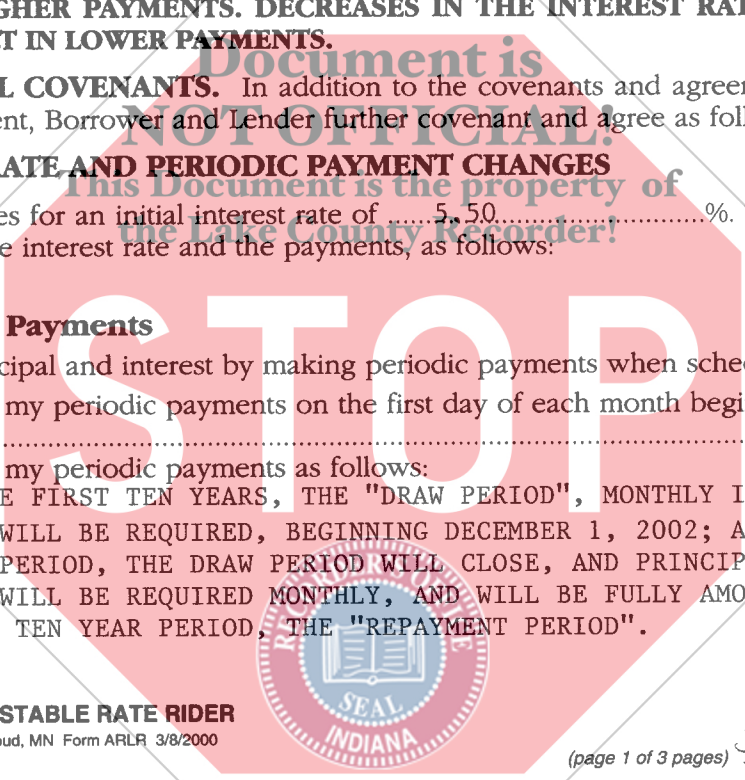 GHER PAYMENTS. DECREASES IN THE INTEREST RAT
T IN LOWER PAYMENTS.
Document is
L COVENANTS. In addition to the covenants and agreer
NOT OFFICIAL!
ent, Borrower and Lender further covenant and agree as foll
RATE AND PERIODIC PAYMENT CHANGES
This Document is the property of
es for an initial interest rate of .....5.50..............................%.
the Lake County Recorder!
e interest rate and the payments, as follows:
STOP
Payments
cipal and interest by making periodic payments when sched
my periodic payments on the first day of each month begi
my periodic payments as follows:
E FIRST TEN YEARS, THE "DRAW PERIOD", MONTHLY I
WILL BE REQUIRED, BEGINNING DECEMBER 1, 2002; A
PERIOD, THE DRAW PERIOD WILL CLOSE, AND PRINCIP
WILL BE REQUIRED MONTHLY, AND WILL BE FULLY AMO
TEN YEAR PERIOD, THE "REPAYMENT PERIOD".
RECORDERS OF THE
SEAL
INDIANA
STABLE RATE RIDER
oud, MN Form ARLR 3/8/2000
(page 1 of 3 pages)